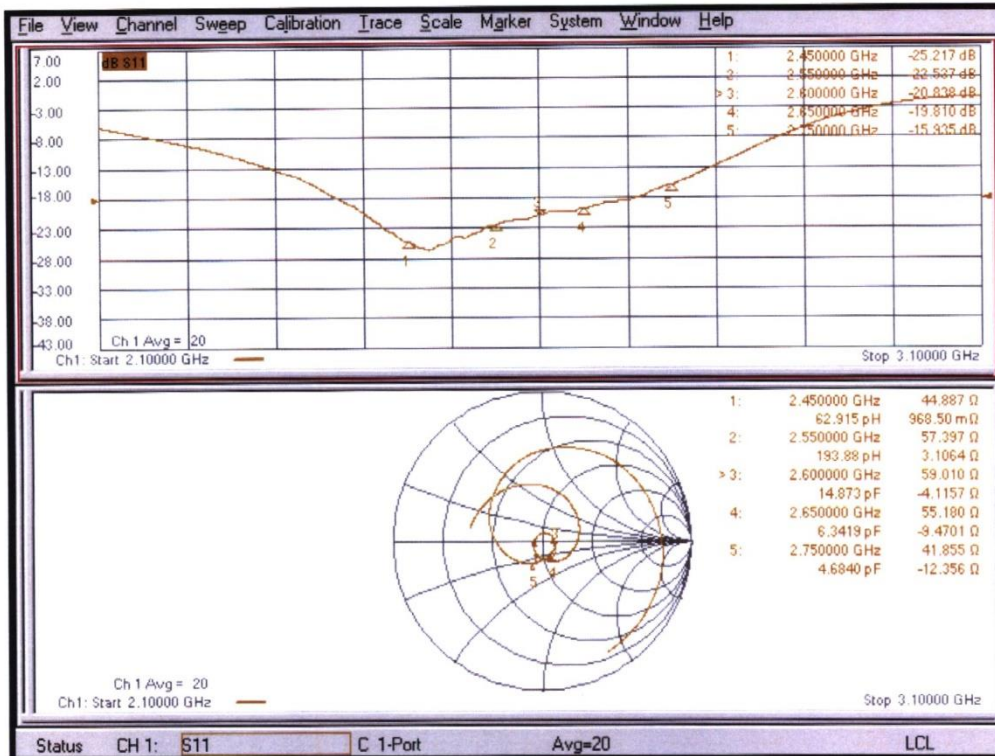 File View Channel Sweep Calibration Trace Scale Marker System Window Help
dB S11
7.00
2.00
-3.00
-8.00
-13.00
-18.00
-23.00
-28.00
-33.00
-38.00
-43.00
1: 2.450000 GHz -25.217 dB
2: 2.550000 GHz -22.537 dB
> 3: 2.600000 GHz -20.838 dB
4: 2.650000 GHz -19.810 dB
5: 2.750000 GHz -15.935 dB
1
2
3
4
5
Ch 1 Avg = 20
Ch1: Start 2.10000 GHz
Stop 3.10000 GHz
1: 2.450000 GHz 44.887 Ω
62.915 pH 968.50 mΩ
2: 2.550000 GHz 57.397 Ω
193.88 pH 3.1064 Ω
> 3: 2.600000 GHz 59.010 Ω
14.873 pF -4.1157 Ω
4: 2.650000 GHz 55.180 Ω
6.3419 pF -9.4701 Ω
5: 2.750000 GHz 41.855 Ω
4.6840 pF -12.356 Ω
5
4
Ch 1 Avg = 20
Ch1: Start 2.10000 GHz
Stop 3.10000 GHz
Status CH 1: S11 C 1-Port Avg=20 LCL